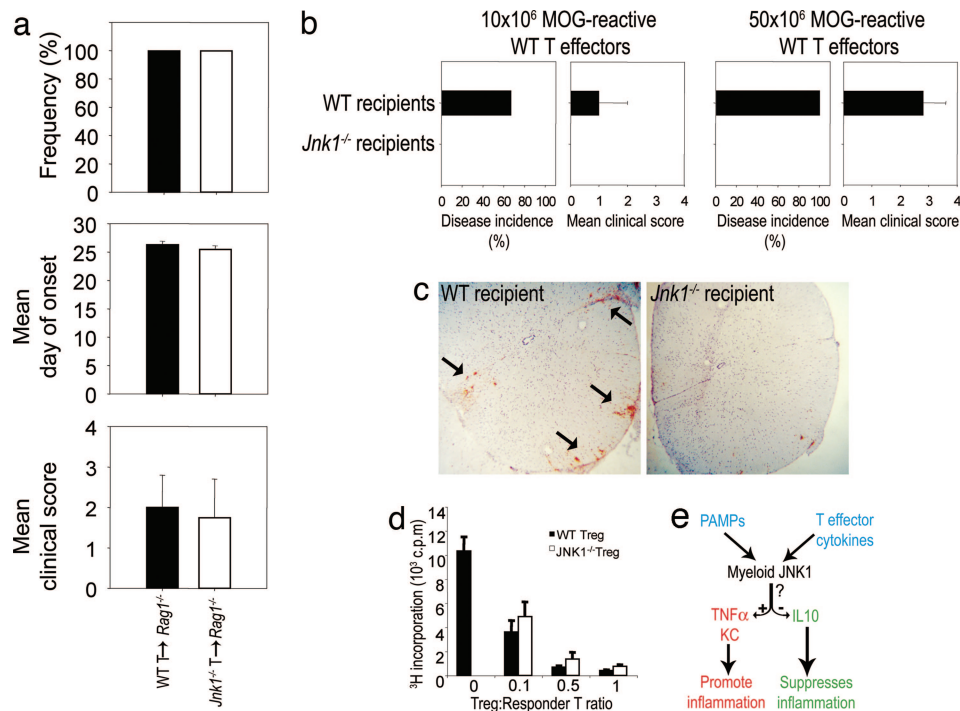 a
Frequency (%)
100
80
60
40
20
0
Mean
day of onset
30
25
20
15
10
5
0
Mean
clinical score
4
3
2
1
0
WT T→ Rag1-/-
Jnk1-/- T→Rag1-/-
b
10x10⁶ MOG-reactive
WT T effectors
50x10⁶ MOG-reactive
WT T effectors
WT recipients
Jnk1-/- recipients
0 20 40 60 80 100
Disease incidence
(%)
0 1 2 3 4
Mean clinical score
0 20 40 60 80 100
Disease incidence
(%)
0 1 2 3 4
Mean clinical score
c
WT recipient
Jnk1-/- recipient
d
³H incorporation (10³ c.p.m)
14
12
10
8
6
4
2
0
WT Treg
JNK1-/-Treg
0 0.1 0.5 1
Treg:Responder T ratio
e
PAMPs
T effector
cytokines
Myeloid JNK1
?
+ -
TNFα
KC
IL10
Promote
inflammation
Suppresses
inflammation